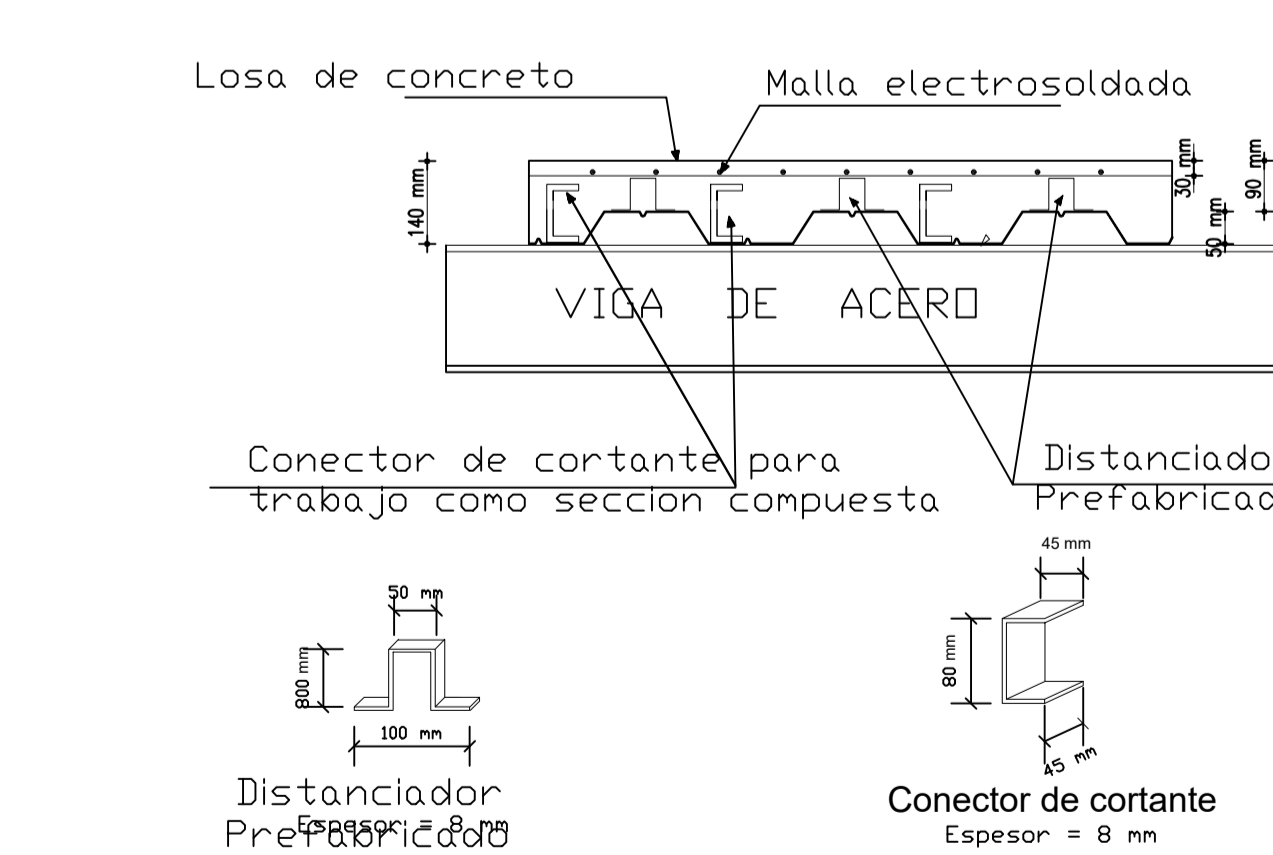 Losa de concreto
Malla electrosoldada
140 mm
30 mm
90 mm
50 mm
VIGA DE ACERO
Conector de cortante para
trabajo como seccion compuesta
Distanciado
Prefabricad
50 mm
800 mm
100 mm
Distanciador
Prefabricado
Espesor = 8 mm
45 mm
80 mm
45 mm
Conector de cortante
Espesor = 8 mm